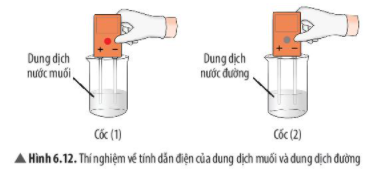 Dung dịch
nước muối
+ −
Cốc (1)
Dung dịch
nước đường
+ −
Cốc (2)
▲ Hình 6.12. Thí nghiệm về tính dẫn điện của dung dịch muối và dung dịch đường